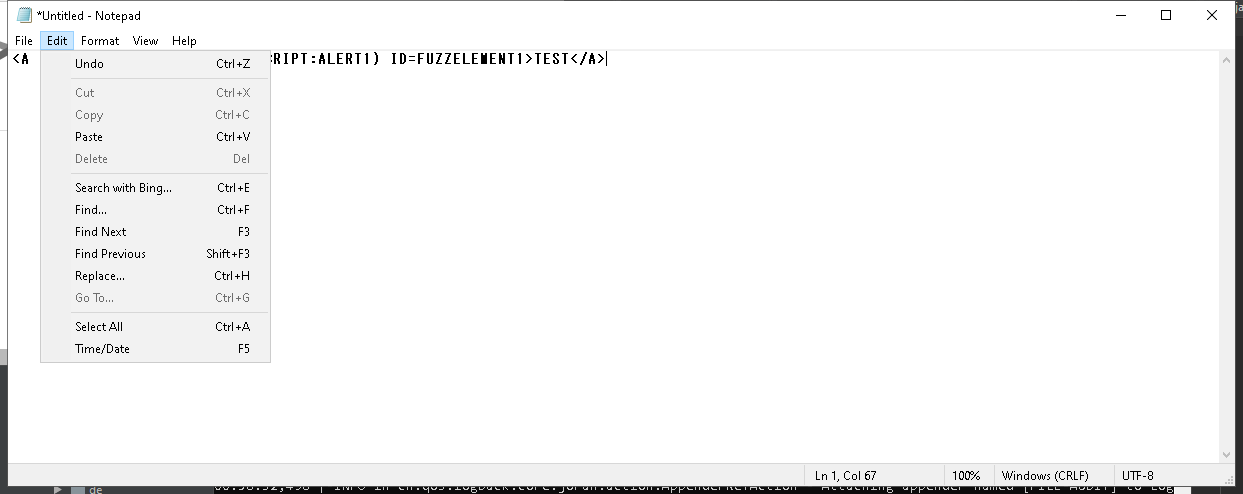 *Untitled - Notepad
File Edit Format View Help
<A RIPT:ALERT1) ID=FUZZELEMENT1>TEST</A>
Undo Ctrl+Z
Cut Ctrl+X
Copy Ctrl+C
Paste Ctrl+V
Delete Del
Search with Bing... Ctrl+E
Find... Ctrl+F
Find Next F3
Find Previous Shift+F3
Replace... Ctrl+H
Go To... Ctrl+G
Select All Ctrl+A
Time/Date F5
Ln 1, Col 67 100% Windows (CRLF) UTF-8
de